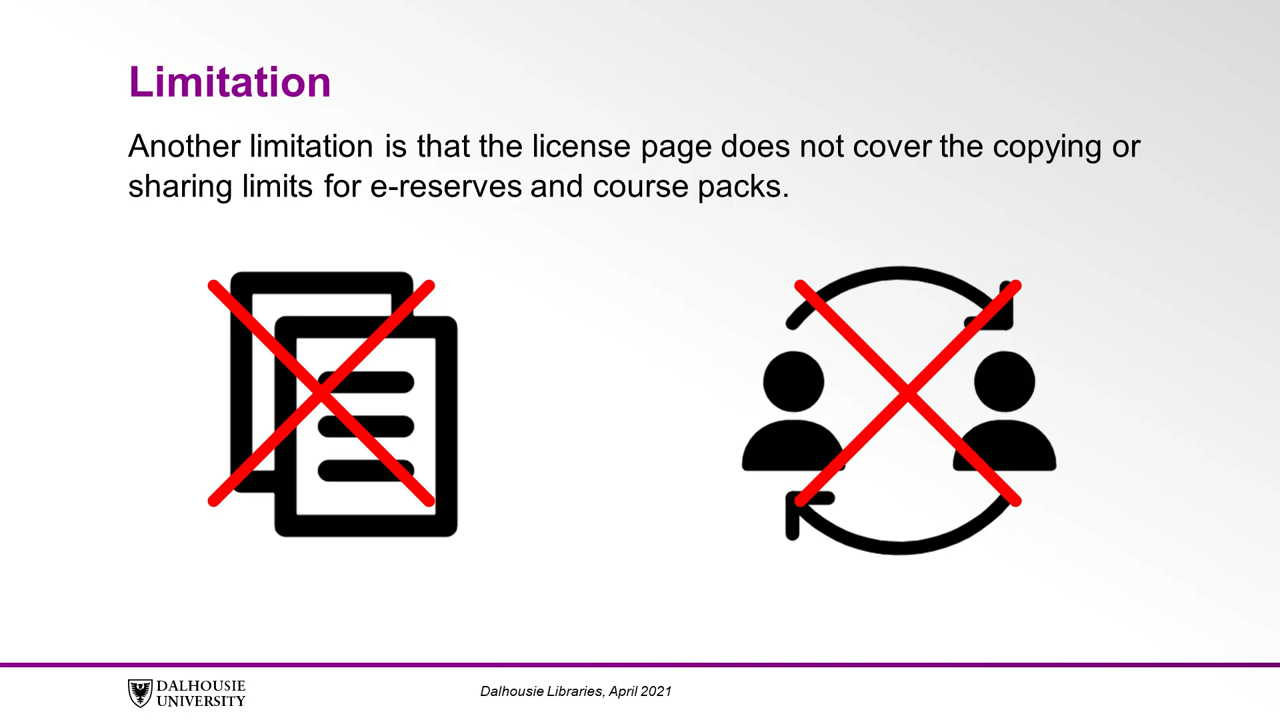 Limitation
Another limitation is that the license page does not cover the copying or
sharing limits for e-reserves and course packs.
DALHOUSIE
UNIVERSITY
Dalhousie Libraries, April 2021